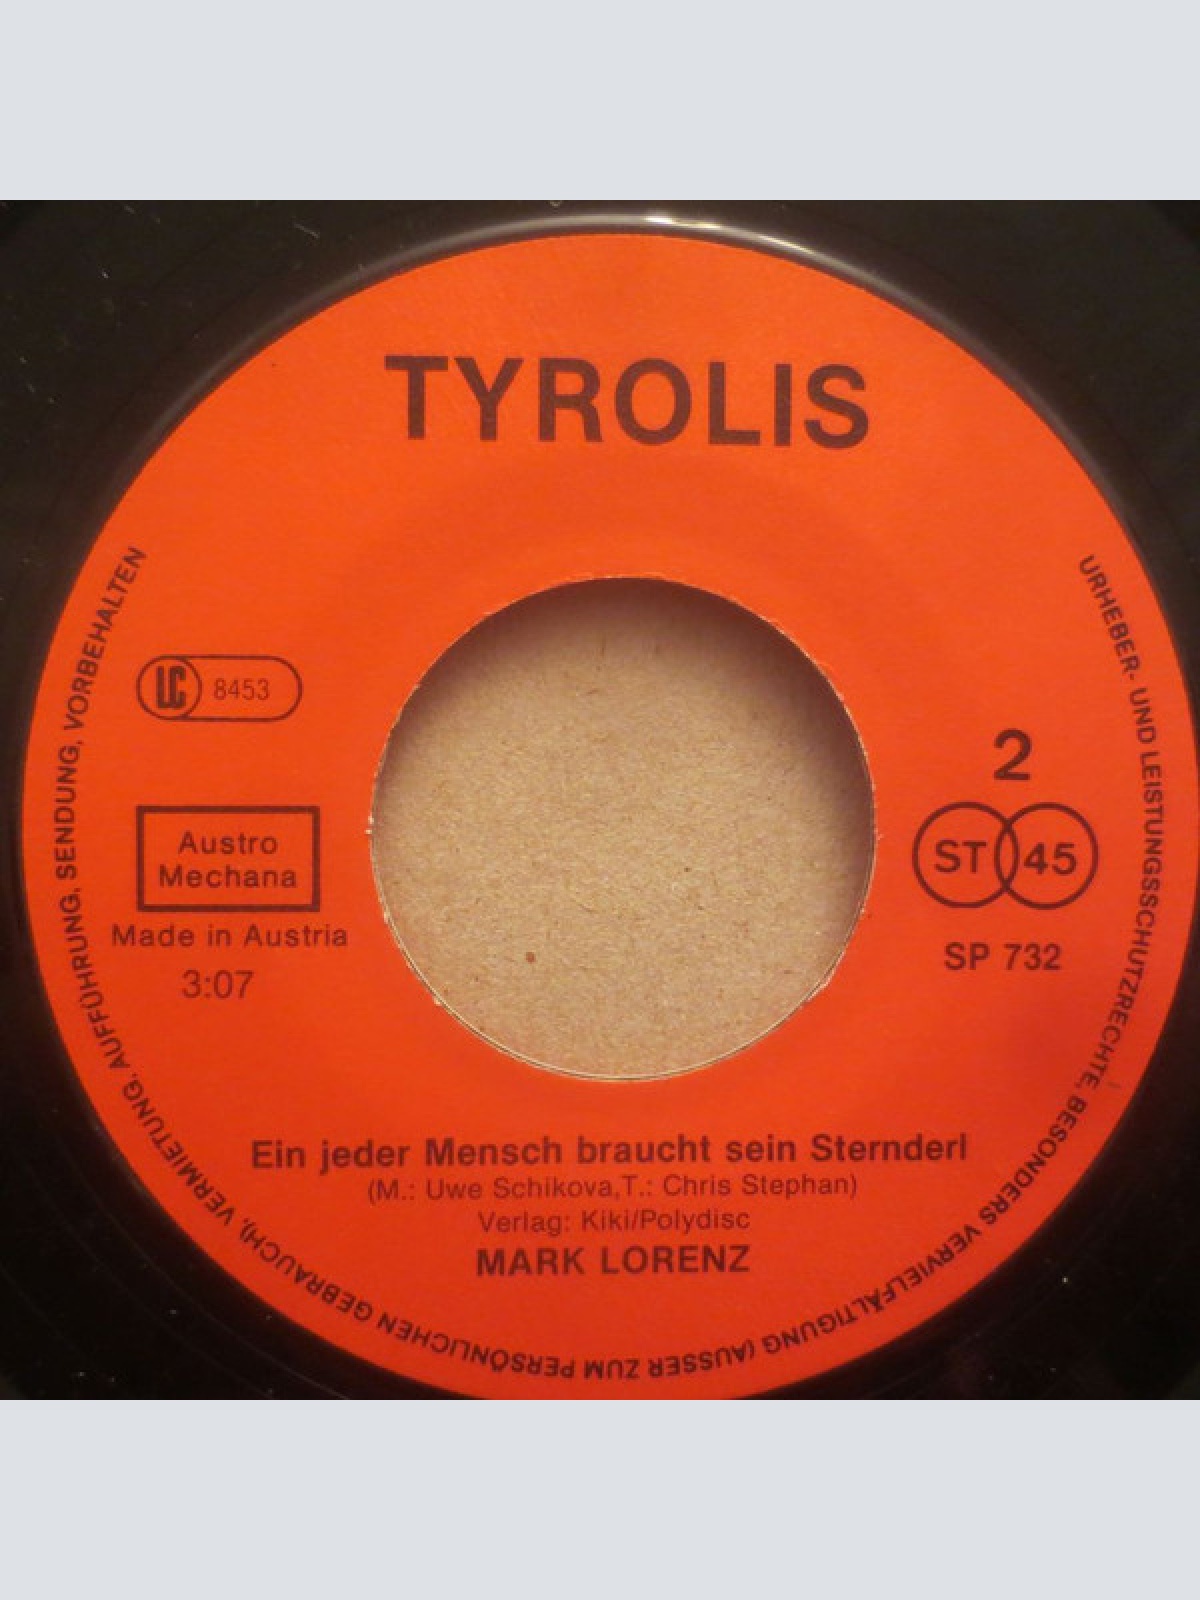 TYROLIS
LC 8453
Austro
Mechana
Made in Austria
3:07
2
ST 45
SP 732
Ein jeder Mensch braucht sein Sternderl
(M.: Uwe Schikova,T.: Chris Stephan)
Verlag: Kiki/Polydisc
MARK LORENZ
URHEBER- UND LEISTUNGSSCHUTZRECHTE, BESONDERS VERVIELFÄLTIGUNG (AUSSER ZUM PERSÖNLICHEN GEBRAUCH), VERMIETUNG, AUFFÜHRUNG, SENDUNG, VORBEHALTEN